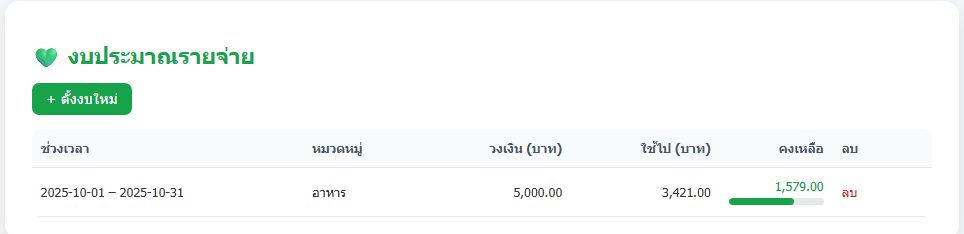 งบประมาณรายจ่าย
+ ตั้งงบใหม่
ช่วงเวลา หมวดหมู่ วงเงิน (บาท) ใช้ไป (บาท) คงเหลือ ลบ
2025-10-01 – 2025-10-31 อาหาร 5,000.00 3,421.00 1,579.00 ลบ